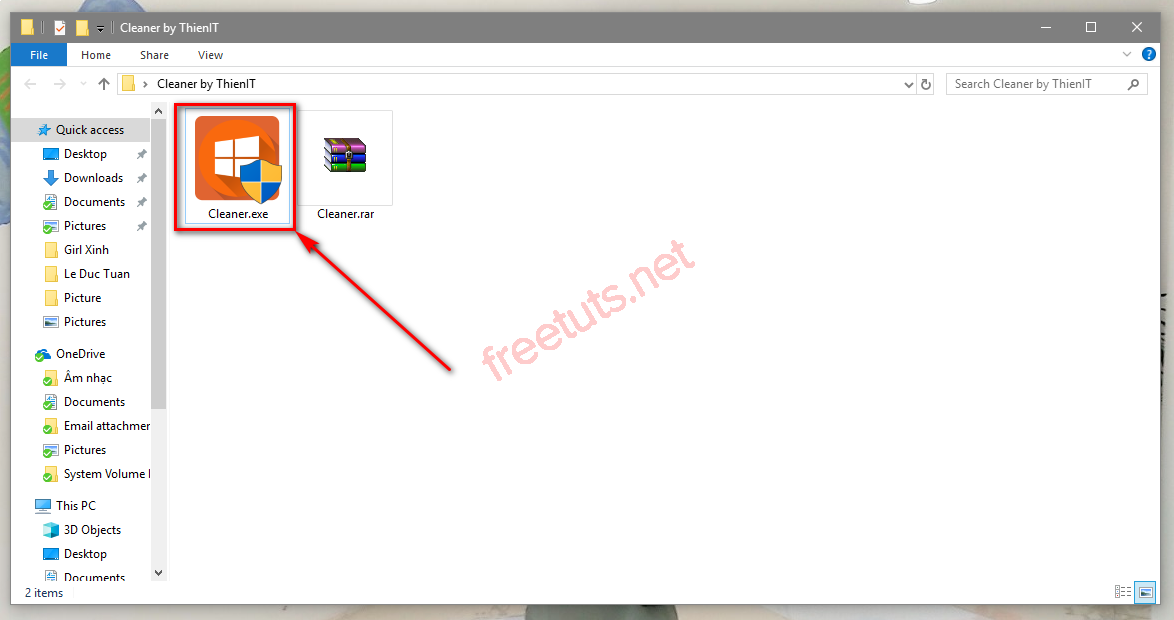 Cleaner by ThienIT
File Home Share View
Cleaner by ThienIT
Search Cleaner by ThienIT
Quick access
Desktop
Downloads
Documents
Pictures
Girl Xinh
Le Duc Tuan
Picture
Pictures
OneDrive
Âm nhạc
Documents
Email attachmen
Pictures
System Volume I
This PC
3D Objects
Desktop
Documents
Cleaner.exe
Cleaner.rar
freetuts.net
2 items